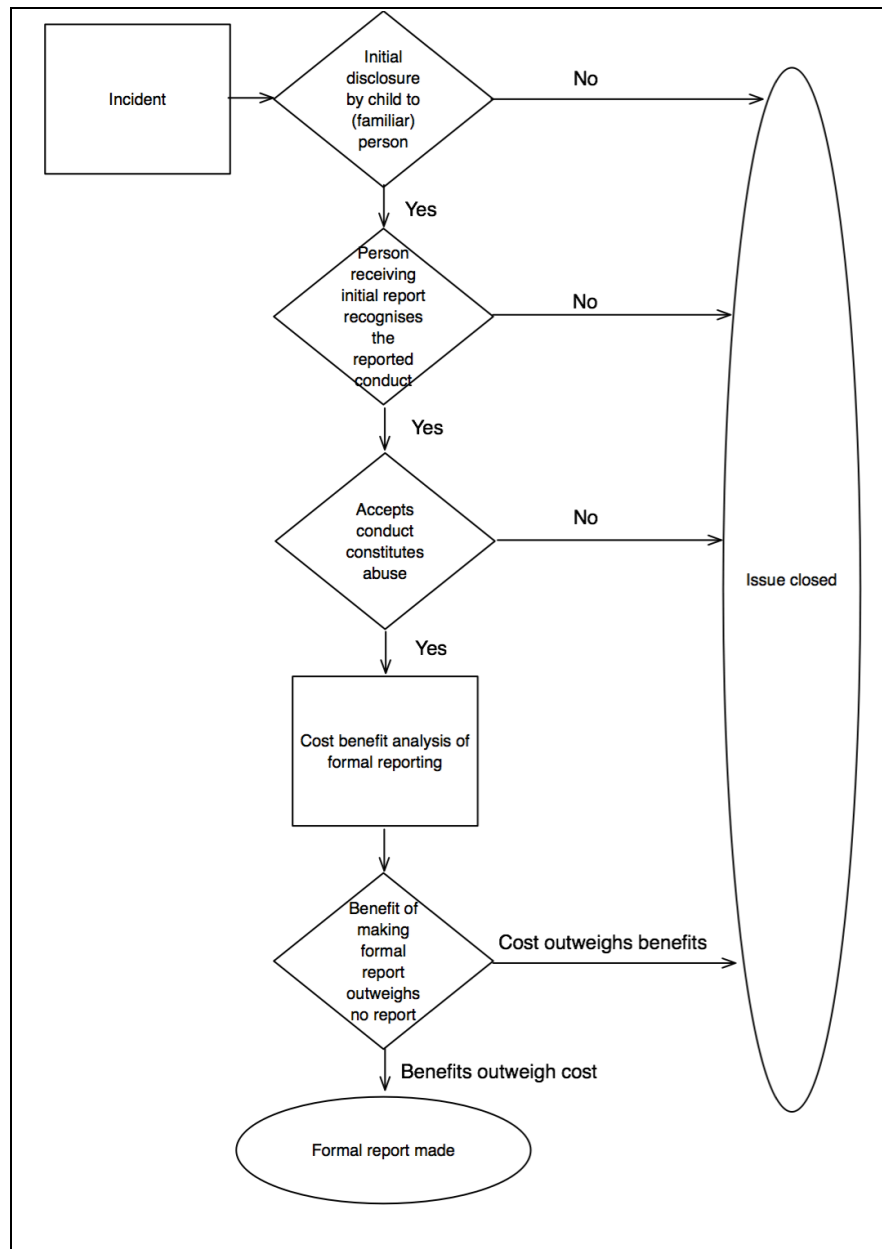 Incident
Initial
disclosure
by child to
(familiar)
person
No
Yes
Person
receiving
initial report
recognises
the
reported
conduct
No
Yes
Accepts
conduct
constitutes
abuse
No
Issue closed
Yes
Cost benefit analysis of
formal reporting
Benefit of
making
formal
report
outweighs
no report
Cost outweighs benefits
Benefits outweigh cost
Formal report made